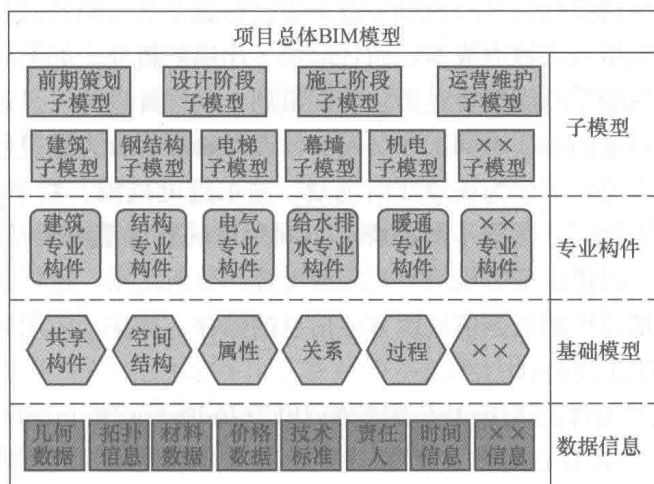 项目总体BIM模型
前期策划 设计阶段 施工阶段 运营维护
子模型 子模型 子模型 子模型
建筑 钢结构 电梯 幕墙 机电 ××
子模型 子模型 子模型 子模型 子模型 子模型
子模型
建筑 结构 电气 给水排 暖通 ××
专业 专业 专业 水专业 专业 专业
构件 构件 构件 构件 构件 构件
专业构件
共享 空间 属性 关系 过程 ××
构件 结构
基础模型
几何 拓扑 材料 价格 技术 责任 时间 ××
数据 信息 数据 数据 标准 人 信息 信息
数据信息